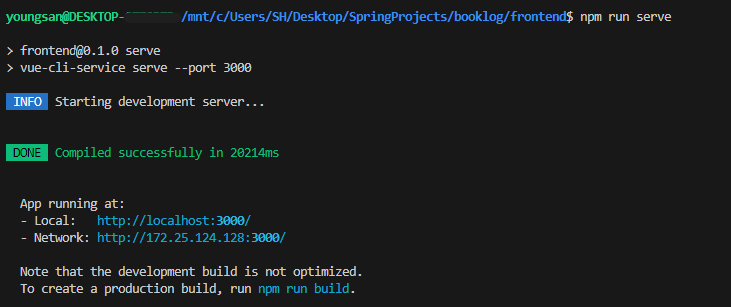 youngsan@DESKTOP- /mnt/c/Users/SH/Desktop/SpringProjects/booklog/frontend$ npm run serve
> frontend@0.1.0 serve
> vue-cli-service serve --port 3000
INFO Starting development server...
DONE Compiled successfully in 20214ms
App running at:
- Local: http://localhost:3000/
- Network: http://172.25.124.128:3000/
Note that the development build is not optimized.
To create a production build, run npm run build.